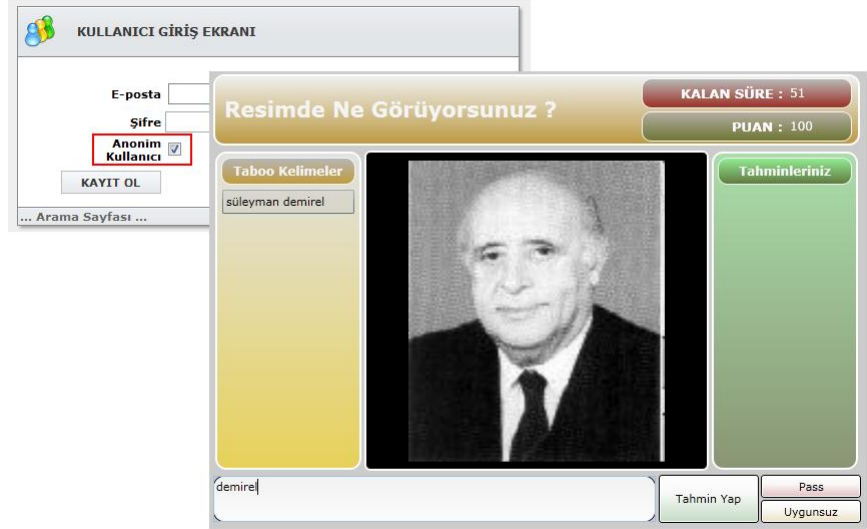 KULLANICI GİRİŞ EKRANI
E-posta
Şifre
Anonim
Kullanıcı
KAYIT OL
... Arama Sayfası ...
Resimde Ne Görüyorsunuz ?
KALAN SÜRE : 51
PUAN : 100
Taboo Kelimeler
süleyman demirel
Tahminleriniz
demirel
Tahmin Yap
Pass
Uygunsuz